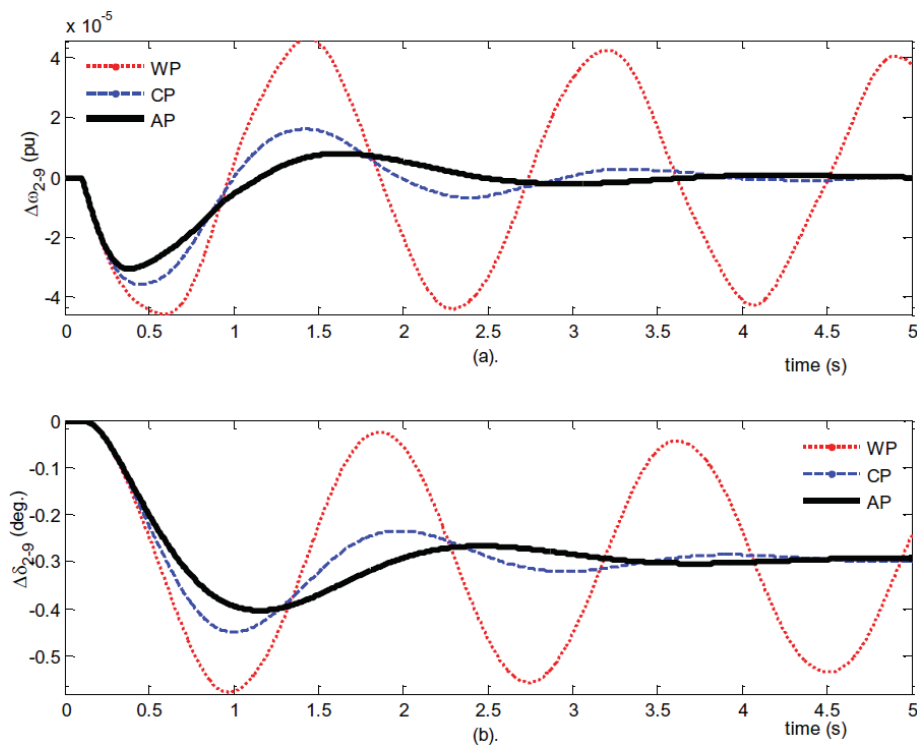 x 10⁻⁵
4
2
0
-2
-4
Δω₂₋₉ (pu)
WP
CP
AP
0 0.5 1 1.5 2 2.5 3 3.5 4 4.5 5
(a).
time (s)
0
-0.1
-0.2
-0.3
-0.4
-0.5
Δδ₂₋₉ (deg.)
WP
CP
AP
0 0.5 1 1.5 2 2.5 3 3.5 4 4.5 5
(b).
time (s)